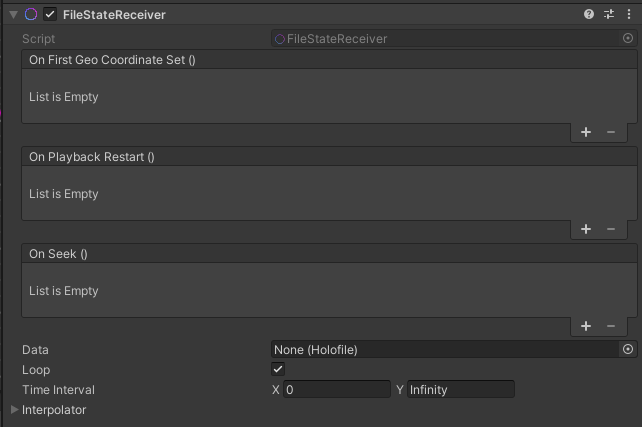 FileStateReceiver
Script FileStateReceiver
On First Geo Coordinate Set ()
List is Empty
+ −
On Playback Restart ()
List is Empty
+ −
On Seek ()
List is Empty
+ −
Data None (Holofile)
Loop
Time Interval X 0 Y Infinity
Interpolator